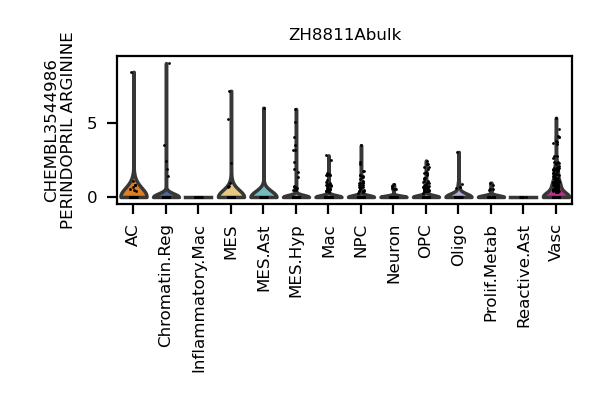 ZH8811Abulk
CHEMBL3544986
PERINDOPRIL ARGININE
5
0
AC
Chromatin.Reg
Inflammatory.Mac
MES
MES.Ast
MES.Hyp
Mac
NPC
Neuron
OPC
Oligo
Prolif.Metab
Reactive.Ast
Vasc